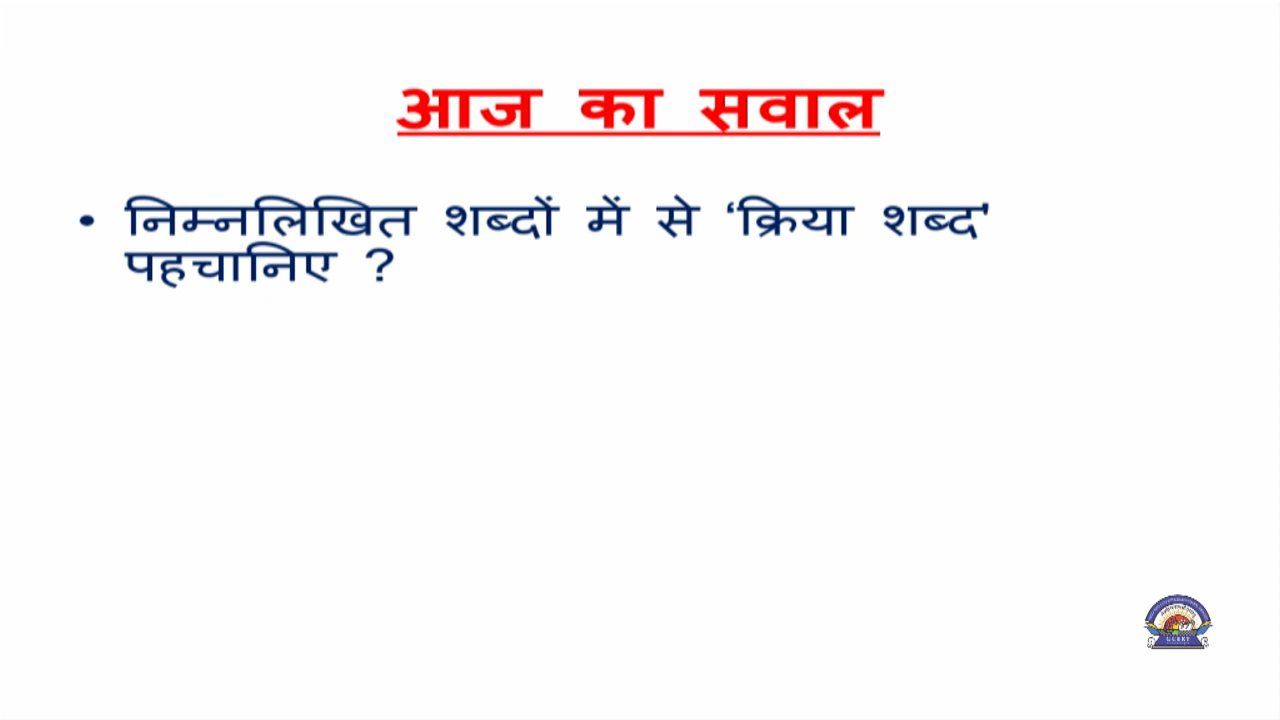 आज का सवाल
• निम्नलिखित शब्दों में से ‘क्रिया शब्द'
पहचानिए ?